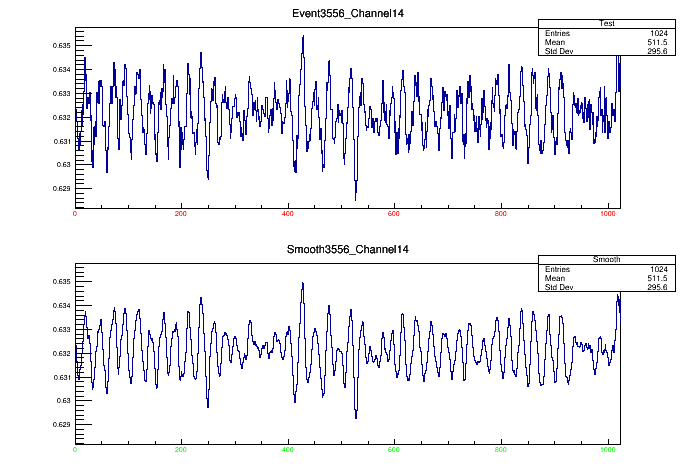 Event3556_Channel14
Test
Entries 1024
Mean 511.5
Std Dev 295.6
0.635
0.634
0.633
0.632
0.631
0.63
0.629
0 200 400 600 800 1000
Smooth3556_Channel14
Smooth
Entries 1024
Mean 511.5
Std Dev 295.6
0.635
0.634
0.633
0.632
0.631
0.63
0.629
0 200 400 600 800 1000